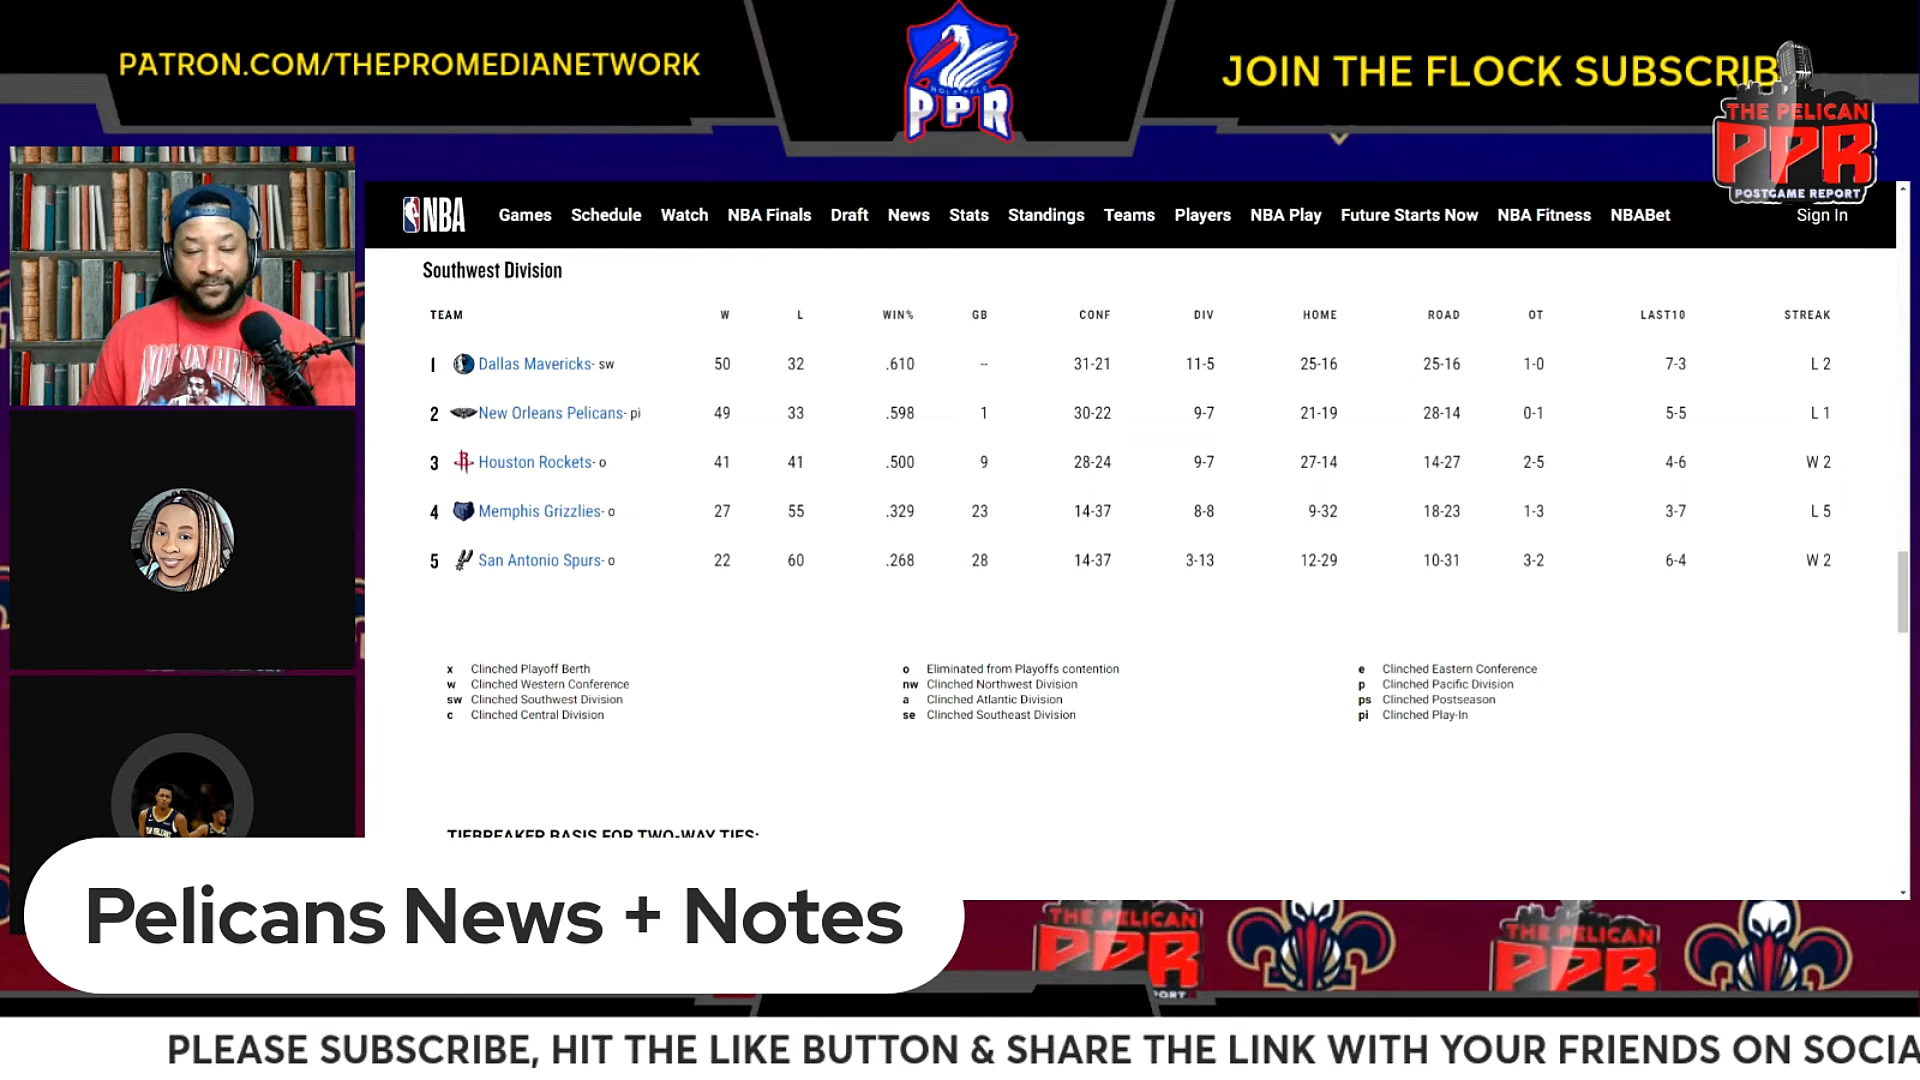 PATRON.COM/THEPROMEDIANETWORK
NOLA PELS
PPR
JOIN THE FLOCK SUBSCRIB
THE PELICAN
PPR
POSTGAME REPORT
NBA Games Schedule Watch NBA Finals Draft News Stats Standings Teams Players NBA Play Future Starts Now NBA Fitness NBABet Sign In
Southwest Division
TEAM W L WIN% GB CONF DIV HOME ROAD OT LAST10 STREAK
1 Dallas Mavericks- sw 50 32 .610 -- 31-21 11-5 25-16 25-16 1-0 7-3 L 2
2 New Orleans Pelicans- pi 49 33 .598 1 30-22 9-7 21-19 28-14 0-1 5-5 L 1
3 Houston Rockets- o 41 41 .500 9 28-24 9-7 27-14 14-27 2-5 4-6 W 2
4 Memphis Grizzlies- o 27 55 .329 23 14-37 8-8 9-32 18-23 1-3 3-7 L 5
5 San Antonio Spurs- o 22 60 .268 28 14-37 3-13 12-29 10-31 3-2 6-4 W 2
x Clinched Playoff Berth o Eliminated from Playoffs contention e Clinched Eastern Conference
w Clinched Western Conference nw Clinched Northwest Division p Clinched Pacific Division
sw Clinched Southwest Division a Clinched Atlantic Division ps Clinched Postseason
c Clinched Central Division se Clinched Southeast Division pi Clinched Play-In
TIEBREAKER BASIS FOR TWO-WAY TIES:
Pelicans News + Notes
THE PELICAN
PPR
THE PELICAN
PPR
PLEASE SUBSCRIBE, HIT THE LIKE BUTTON & SHARE THE LINK WITH YOUR FRIENDS ON SOCIA